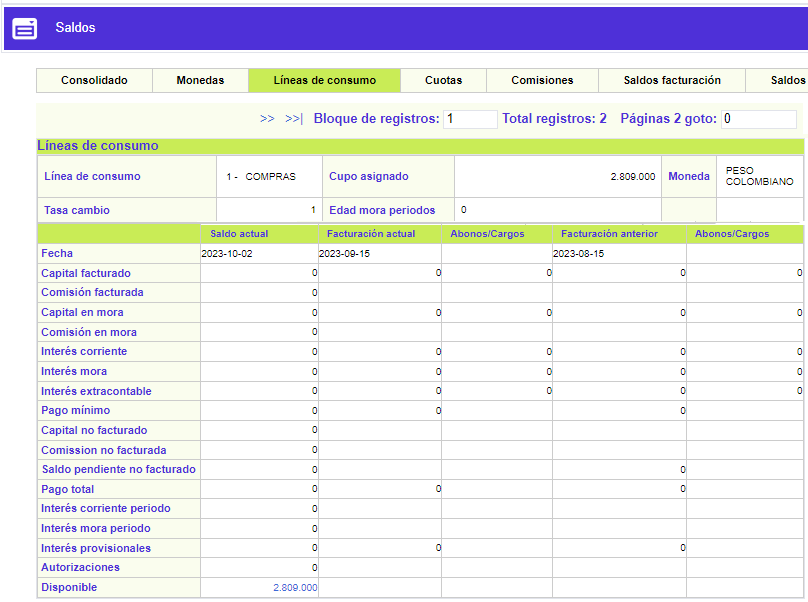 Saldos
Consolidado Monedas Líneas de consumo Cuotas Comisiones Saldos facturación Saldos
>> >>| Bloque de registros: 1 Total registros: 2 Páginas 2 goto: 0
Líneas de consumo
Línea de consumo 1 - COMPRAS Cupo asignado 2.809.000 Moneda PESO COLOMBIANO
Tasa cambio 1 Edad mora periodos 0
Saldo actual Facturación actual Abonos/Cargos Facturación anterior Abonos/Cargos
Fecha 2023-10-02 2023-09-15 2023-08-15
Capital facturado 0 0 0 0 0
Comisión facturada 0
Capital en mora 0 0 0 0 0
Comisión en mora 0
Interés corriente 0 0 0 0 0
Interés mora 0 0 0 0 0
Interés extracontable 0 0 0 0 0
Pago mínimo 0 0 0
Capital no facturado 0
Comission no facturada 0
Saldo pendiente no facturado 0 0
Pago total 0 0 0
Interés corriente periodo 0
Interés mora periodo 0
Interés provisionales 0 0 0
Autorizaciones 0
Disponible 2.809.000